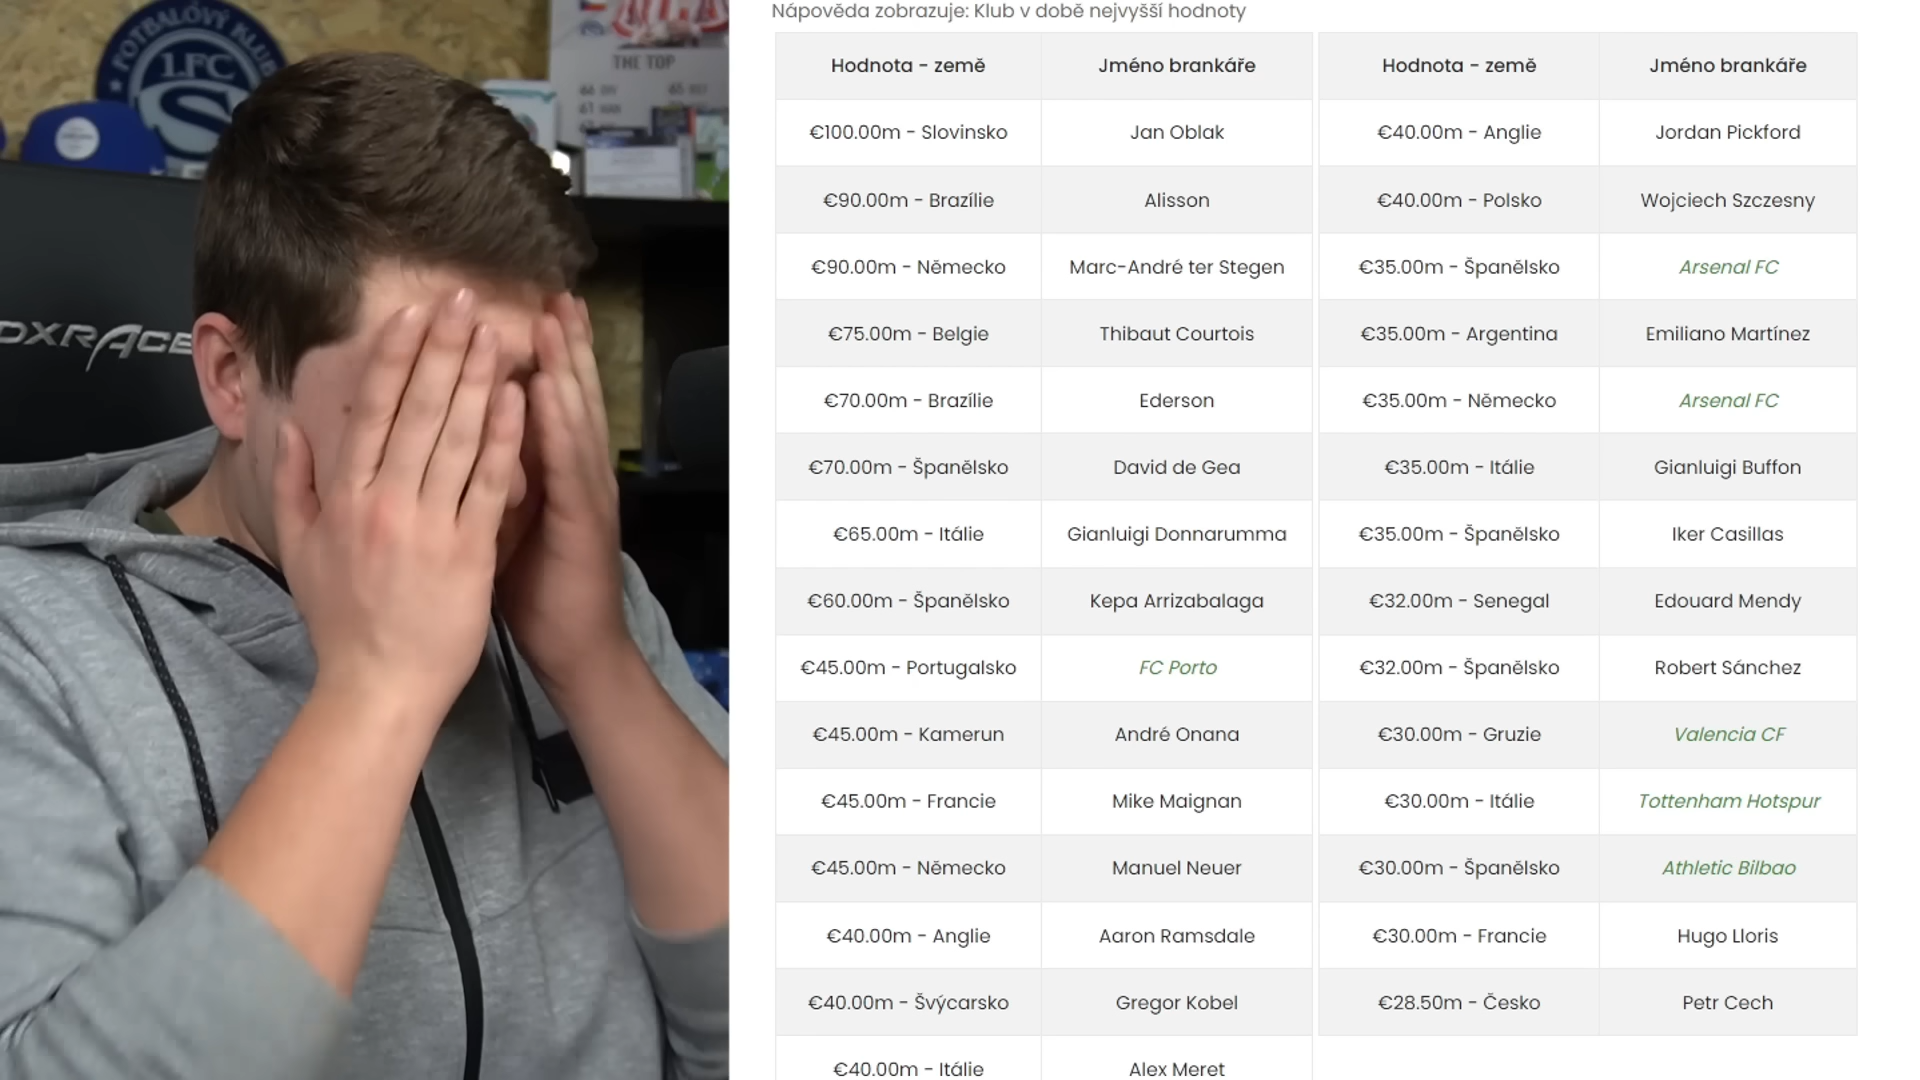 Nápověda zobrazuje: Klub v době nejvyšší hodnoty
Hodnota - země Jméno brankáře Hodnota - země Jméno brankáře
€100.00m - Slovinsko Jan Oblak €40.00m - Anglie Jordan Pickford
€90.00m - Brazílie Alisson €40.00m - Polsko Wojciech Szczesny
€90.00m - Německo Marc-André ter Stegen €35.00m - Španělsko Arsenal FC
€75.00m - Belgie Thibaut Courtois €35.00m - Argentina Emiliano Martínez
€70.00m - Brazílie Ederson €35.00m - Německo Arsenal FC
€70.00m - Španělsko David de Gea €35.00m - Itálie Gianluigi Buffon
€65.00m - Itálie Gianluigi Donnarumma €35.00m - Španělsko Iker Casillas
€60.00m - Španělsko Kepa Arrizabalaga €32.00m - Senegal Edouard Mendy
€45.00m - Portugalsko FC Porto €32.00m - Španělsko Robert Sánchez
€45.00m - Kamerun André Onana €30.00m - Gruzie Valencia CF
€45.00m - Francie Mike Maignan €30.00m - Itálie Tottenham Hotspur
€45.00m - Německo Manuel Neuer €30.00m - Španělsko Athletic Bilbao
€40.00m - Anglie Aaron Ramsdale €30.00m - Francie Hugo Lloris
€40.00m - Švýcarsko Gregor Kobel €28.50m - Česko Petr Cech
€40.00m - Itálie Alex Meret
FOTBALOVÝ KLUB
1.FC
S
THE TOP
DXRACE